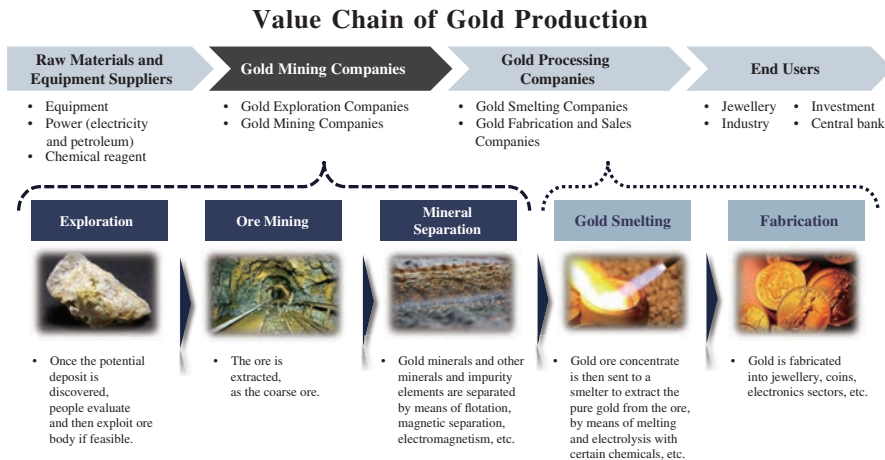 Value Chain of Gold Production
Raw Materials and
Equipment Suppliers
Gold Mining Companies
Gold Processing
Companies
End Users
• Equipment
• Power (electricity
and petroleum)
• Chemical reagent
• Gold Exploration Companies
• Gold Mining Companies
• Gold Smelting Companies
• Gold Fabrication and Sales
Companies
• Jewellery
• Industry
• Investment
• Central bank
Exploration
Ore Mining
Mineral
Separation
Gold Smelting
Fabrication
• Once the potential
deposit is
discovered,
people evaluate
and then exploit ore
body if feasible.
• The ore is
extracted,
as the coarse ore.
• Gold minerals and other
minerals and impurity
elements are separated
by means of flotation,
magnetic separation,
electromagnetism, etc.
• Gold ore concentrate
is then sent to a
smelter to extract the
pure gold from the ore,
by means of melting
and electrolysis with
certain chemicals, etc.
• Gold is fabricated
into jewellery, coins,
electronics sectors, etc.